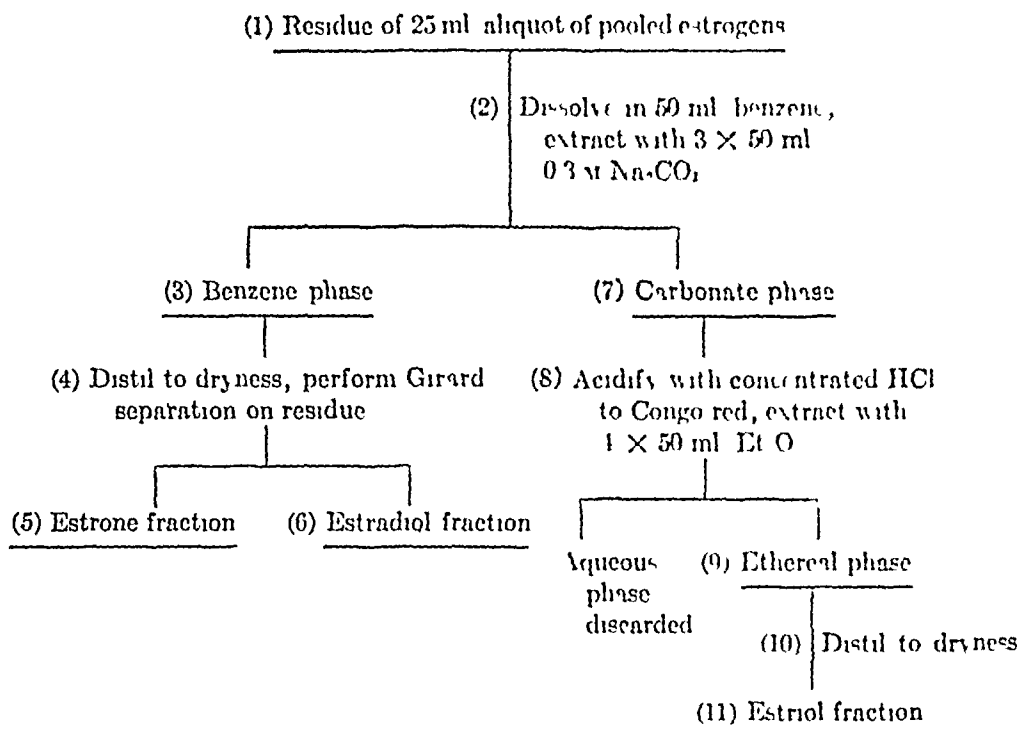 (1) Residue of 25 ml aliquot of pooled estrogens
(2) Dissolve in 50 ml benzene,
extract with 3 × 50 ml
0.3 M Na₂CO₃
(3) Benzene phase
(7) Carbonate phase
(4) Distil to dryness, perform Girard
separation on residue
(8) Acidify with concentrated HCl
to Congo red, extract with
× 50 ml Et O
(5) Estrone fraction
(6) Estradiol fraction
Aqueous
phase
discarded
(9) Ethereal phase
(10) Distil to dryness
(11) Estriol fraction